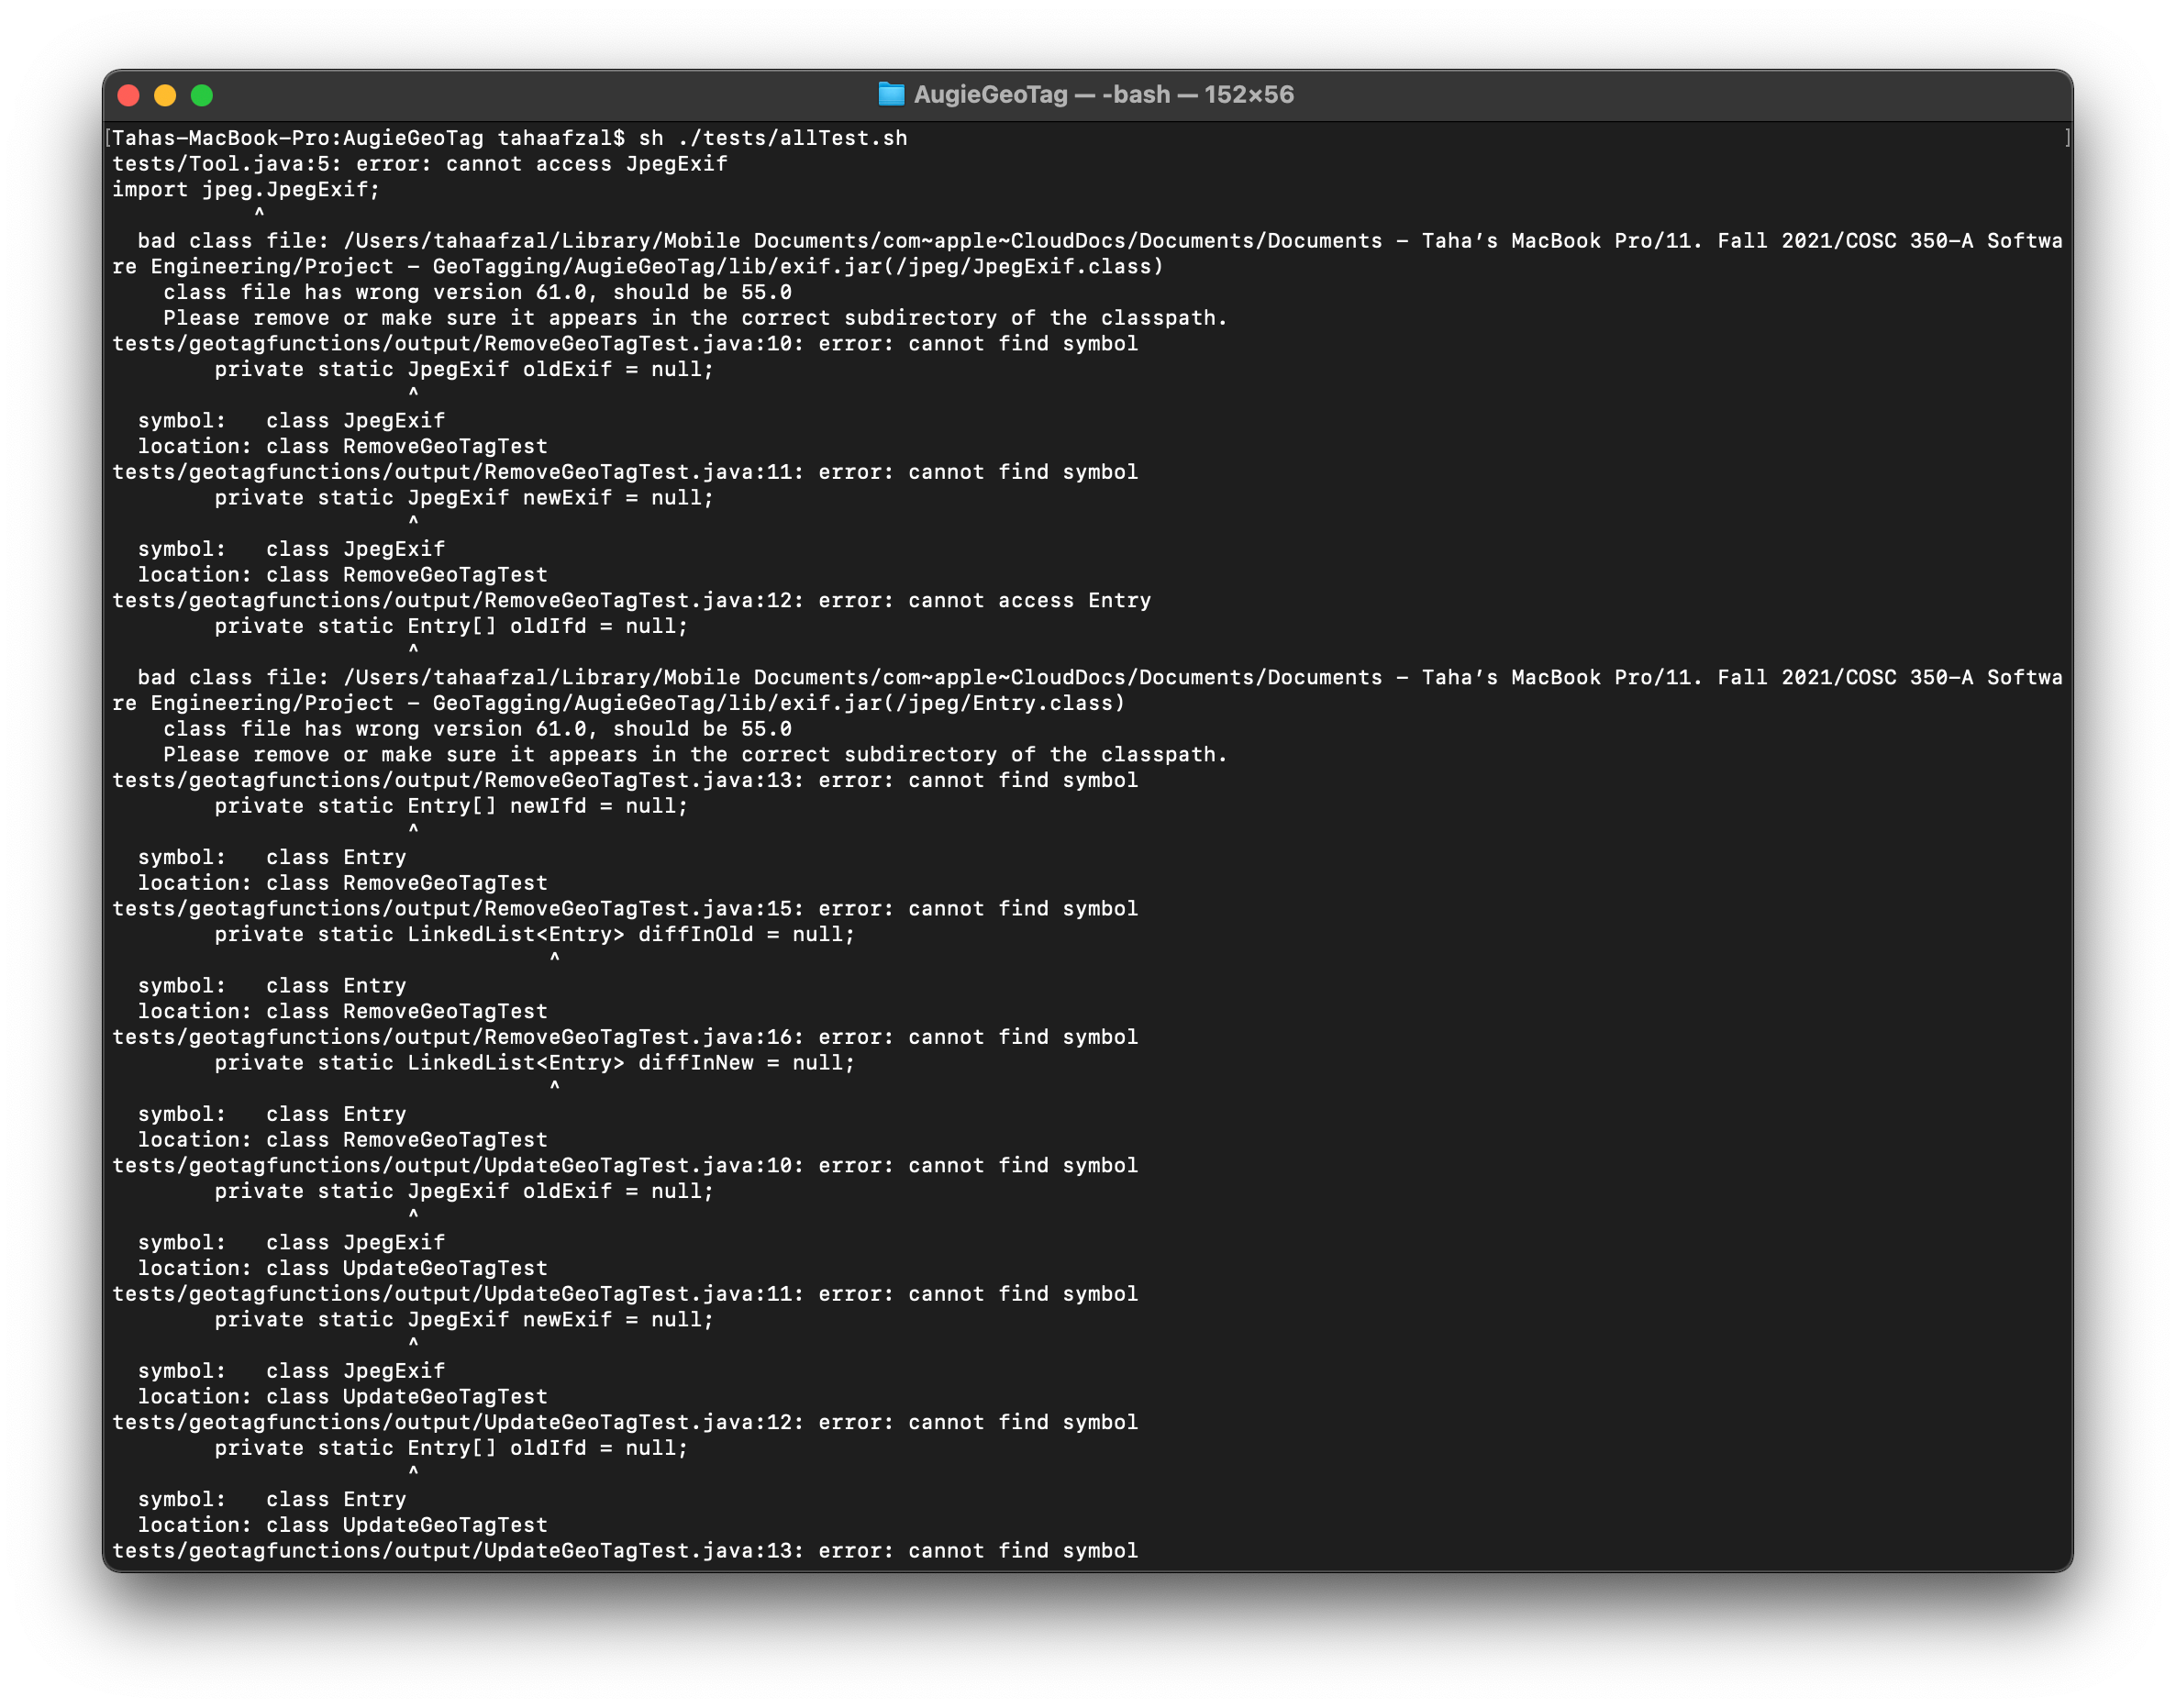 AugieGeoTag — -bash — 152×56
[Tahas-MacBook-Pro:AugieGeoTag tahaafzal$ sh ./tests/allTest.sh ]
tests/Tool.java:5: error: cannot access JpegExif
import jpeg.JpegExif;
           ^
  bad class file: /Users/tahaafzal/Library/Mobile Documents/com~apple~CloudDocs/Documents/Documents – Taha’s MacBook Pro/11. Fall 2021/COSC 350-A Softwa
re Engineering/Project – GeoTagging/AugieGeoTag/lib/exif.jar(/jpeg/JpegExif.class)
    class file has wrong version 61.0, should be 55.0
    Please remove or make sure it appears in the correct subdirectory of the classpath.
tests/geotagfunctions/output/RemoveGeoTagTest.java:10: error: cannot find symbol
        private static JpegExif oldExif = null;
                       ^
  symbol:   class JpegExif
  location: class RemoveGeoTagTest
tests/geotagfunctions/output/RemoveGeoTagTest.java:11: error: cannot find symbol
        private static JpegExif newExif = null;
                       ^
  symbol:   class JpegExif
  location: class RemoveGeoTagTest
tests/geotagfunctions/output/RemoveGeoTagTest.java:12: error: cannot access Entry
        private static Entry[] oldIfd = null;
                       ^
  bad class file: /Users/tahaafzal/Library/Mobile Documents/com~apple~CloudDocs/Documents/Documents – Taha’s MacBook Pro/11. Fall 2021/COSC 350-A Softwa
re Engineering/Project – GeoTagging/AugieGeoTag/lib/exif.jar(/jpeg/Entry.class)
    class file has wrong version 61.0, should be 55.0
    Please remove or make sure it appears in the correct subdirectory of the classpath.
tests/geotagfunctions/output/RemoveGeoTagTest.java:13: error: cannot find symbol
        private static Entry[] newIfd = null;
                       ^
  symbol:   class Entry
  location: class RemoveGeoTagTest
tests/geotagfunctions/output/RemoveGeoTagTest.java:15: error: cannot find symbol
        private static LinkedList<Entry> diffInOld = null;
                                  ^
  symbol:   class Entry
  location: class RemoveGeoTagTest
tests/geotagfunctions/output/RemoveGeoTagTest.java:16: error: cannot find symbol
        private static LinkedList<Entry> diffInNew = null;
                                  ^
  symbol:   class Entry
  location: class RemoveGeoTagTest
tests/geotagfunctions/output/UpdateGeoTagTest.java:10: error: cannot find symbol
        private static JpegExif oldExif = null;
                       ^
  symbol:   class JpegExif
  location: class UpdateGeoTagTest
tests/geotagfunctions/output/UpdateGeoTagTest.java:11: error: cannot find symbol
        private static JpegExif newExif = null;
                       ^
  symbol:   class JpegExif
  location: class UpdateGeoTagTest
tests/geotagfunctions/output/UpdateGeoTagTest.java:12: error: cannot find symbol
        private static Entry[] oldIfd = null;
                       ^
  symbol:   class Entry
  location: class UpdateGeoTagTest
tests/geotagfunctions/output/UpdateGeoTagTest.java:13: error: cannot find symbol